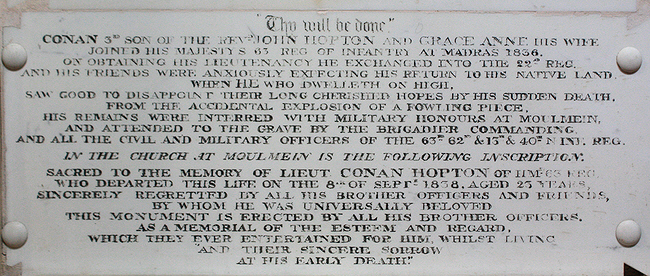 "Thy will be done."
CONAN 3RD SON OF THE REVD JOHN HOPTON AND GRACE ANNE HIS WIFE
JOINED HIS MAJESTY'S 63 REG OF INFANTRY AT MADRAS 1836.
ON OBTAINING HIS LIEUTENANCY HE EXCHANGED INTO THE 22ND REG.
AND HIS FRIENDS WERE ANXIOUSLY EXPECTING HIS RETURN TO HIS NATIVE LAND.
WHEN HE WHO DWELLETH ON HIGH,
SAW GOOD TO DISAPPOINT THEIR LONG CHERISHED HOPES BY HIS SUDDEN DEATH,
FROM THE ACCIDENTAL EXPLOSION OF A FOWLING PIECE,
HIS REMAINS WERE INTERRED WITH MILITARY HONOURS AT MOULMEIN,
AND ATTENDED TO THE GRAVE BY THE BRIGADIER COMMANDING,
AND ALL THE CIVIL AND MILITARY OFFICERS OF THE 63RD 62ND & 13TH & 40TH N INF. REG.
IN THE CHURCH AT MOULMEIN IS THE FOLLOWING INSCRIPTION.
SACRED TO THE MEMORY OF LIEUT CONAN HOPTON OF H.M. 63 REG.
WHO DEPARTED THIS LIFE ON THE 8TH OF SEPTR 1838, AGED 23 YEARS,
SINCERELY REGRETTED BY ALL HIS BROTHER OFFICERS AND FRIENDS,
BY WHOM HE WAS UNIVERSALLY BELOVED
THIS MONUMENT IS ERECTED BY ALL HIS BROTHER OFFICERS.
AS A MEMORIAL OF THE ESTEEM AND REGARD,
WHICH THEY EVER ENTERTAINED FOR HIM, WHILST LIVING
AND THEIR SINCERE SORROW
AT HIS EARLY DEATH."